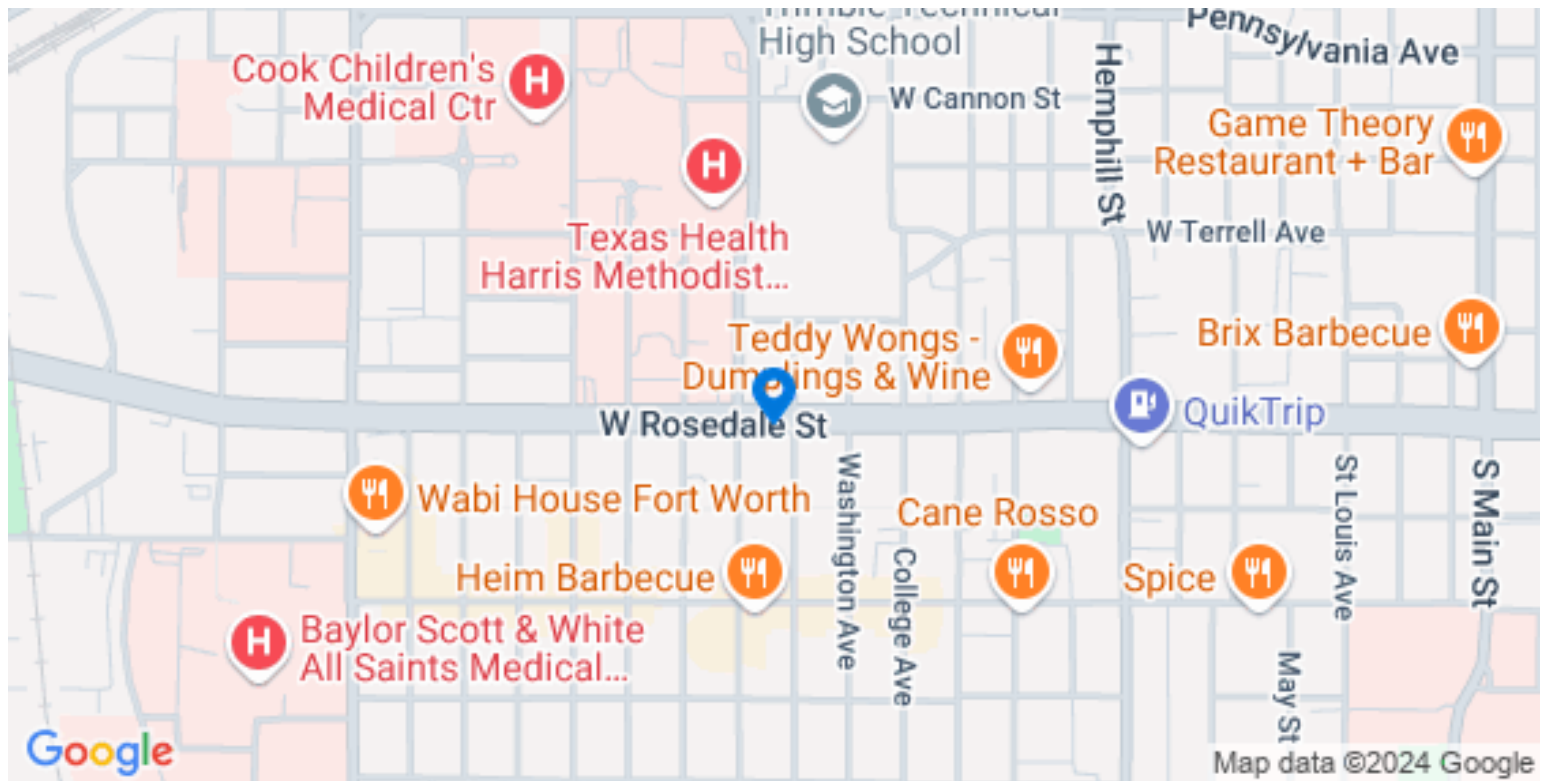 Trimble Technical
High School
Pennsylvania Ave
Cook Children's
Medical Ctr
W Cannon St
Hemphill St
Game Theory
Restaurant + Bar
Texas Health
Harris Methodist...
W Terrell Ave
Teddy Wongs -
Dumplings & Wine
Brix Barbecue
W Rosedale St
QuikTrip
Wabi House Fort Worth
Washington Ave
Cane Rosso
St Louis Ave
S Main St
Heim Barbecue
College Ave
Spice
Baylor Scott & White
All Saints Medical...
May St
Google
Map data ©2024 Google